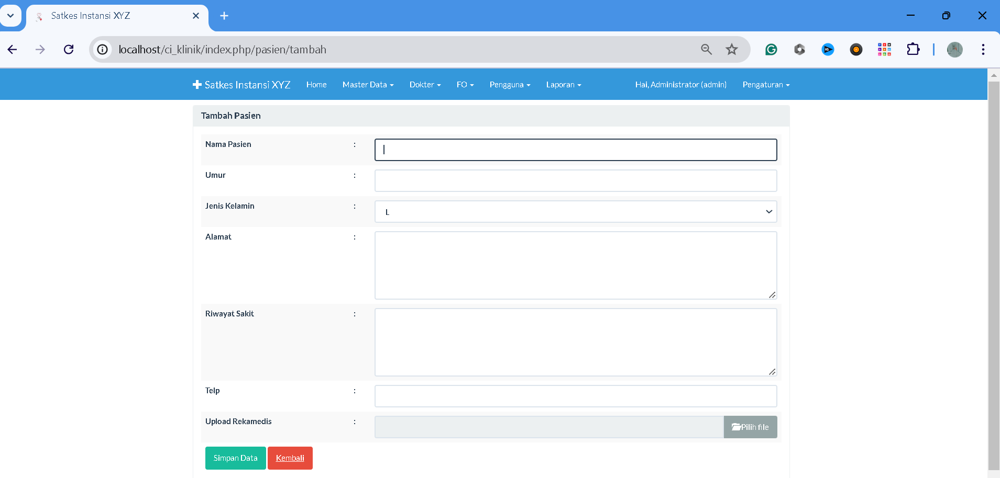 Satkes Instansi XYZ
localhost/ci_klinik/index.php/pasien/tambah
Satkes Instansi XYZ Home Master Data Dokter FO Pengguna Laporan Hai, Administrator (admin) Pengaturan
Tambah Pasien
Nama Pasien :
Umur :
Jenis Kelamin : L
Alamat :
Riwayat Sakit :
Telp :
Upload Rekamedis : Pilih file
Simpan Data Kembali